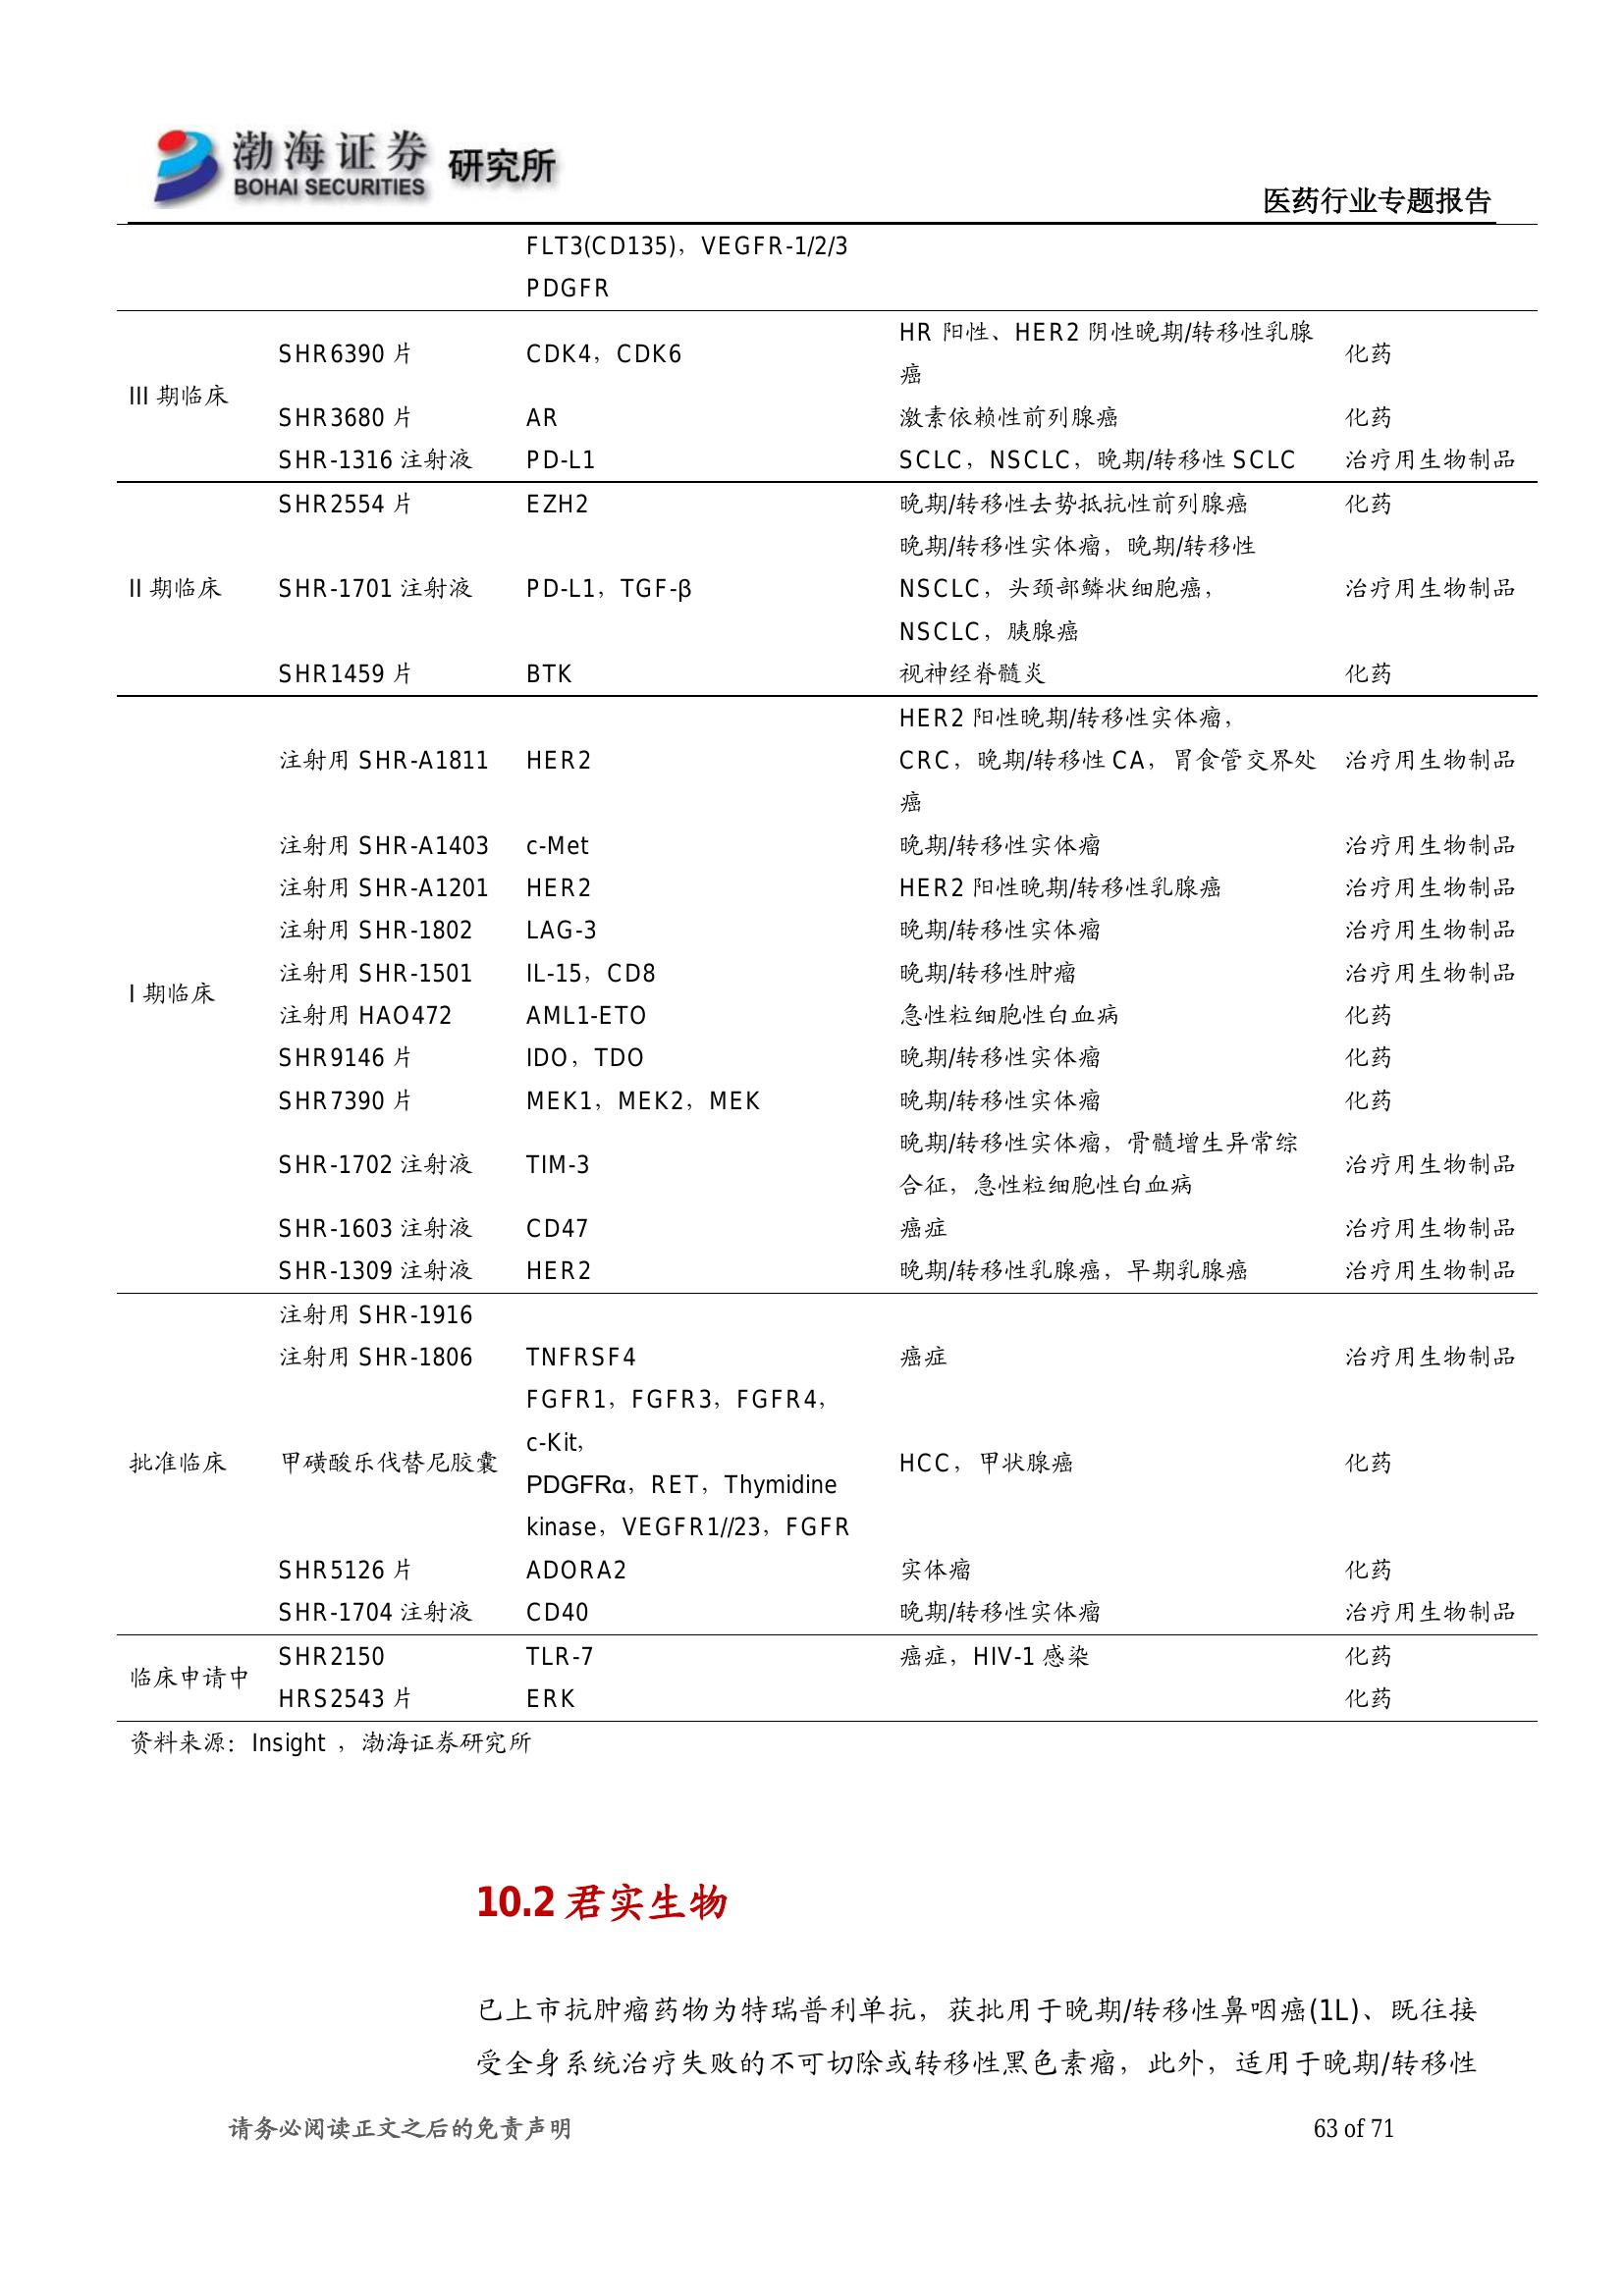 渤海证券 研究所
BOHAI SECURITIES
医药行业专题报告
FLT3(CD135)，VEGFR-1/2/3
PDGFR
III 期临床
SHR6390 片 CDK4，CDK6 HR 阳性、HER2 阴性晚期/转移性乳腺
癌 化药
SHR3680 片 AR 激素依赖性前列腺癌 化药
SHR-1316 注射液 PD-L1 SCLC，NSCLC，晚期/转移性 SCLC 治疗用生物制品
II 期临床
SHR2554 片 EZH2 晚期/转移性去势抵抗性前列腺癌 化药
晚期/转移性实体瘤，晚期/转移性
SHR-1701 注射液 PD-L1，TGF-β NSCLC，头颈部鳞状细胞癌， 治疗用生物制品
NSCLC，胰腺癌
SHR1459 片 BTK 视神经脊髓炎 化药
I 期临床
HER2 阳性晚期/转移性实体瘤，
注射用 SHR-A1811 HER2 CRC，晚期/转移性 CA，胃食管交界处 治疗用生物制品
癌
注射用 SHR-A1403 c-Met 晚期/转移性实体瘤 治疗用生物制品
注射用 SHR-A1201 HER2 HER2 阳性晚期/转移性乳腺癌 治疗用生物制品
注射用 SHR-1802 LAG-3 晚期/转移性实体瘤 治疗用生物制品
注射用 SHR-1501 IL-15，CD8 晚期/转移性肿瘤 治疗用生物制品
注射用 HAO472 AML1-ETO 急性粒细胞性白血病 化药
SHR9146 片 IDO，TDO 晚期/转移性实体瘤 化药
SHR7390 片 MEK1，MEK2，MEK 晚期/转移性实体瘤 化药
SHR-1702 注射液 TIM-3 晚期/转移性实体瘤，骨髓增生异常综
合征，急性粒细胞性白血病 治疗用生物制品
SHR-1603 注射液 CD47 癌症 治疗用生物制品
SHR-1309 注射液 HER2 晚期/转移性乳腺癌，早期乳腺癌 治疗用生物制品
批准临床
注射用 SHR-1916
注射用 SHR-1806 TNFRSF4 癌症 治疗用生物制品
甲磺酸乐伐替尼胶囊 FGFR1，FGFR3，FGFR4，
c-Kit，
PDGFRα，RET，Thymidine
kinase，VEGFR1//23，FGFR HCC，甲状腺癌 化药
SHR5126 片 ADORA2 实体瘤 化药
SHR-1704 注射液 CD40 晚期/转移性实体瘤 治疗用生物制品
临床申请中
SHR2150 TLR-7 癌症，HIV-1 感染 化药
HRS2543 片 ERK 化药
资料来源：Insight ，渤海证券研究所
10.2 君实生物
已上市抗肿瘤药物为特瑞普利单抗，获批用于晚期/转移性鼻咽癌(1L)、既往接
受全身系统治疗失败的不可切除或转移性黑色素瘤，此外，适用于晚期/转移性
请务必阅读正文之后的免责声明
63 of 71